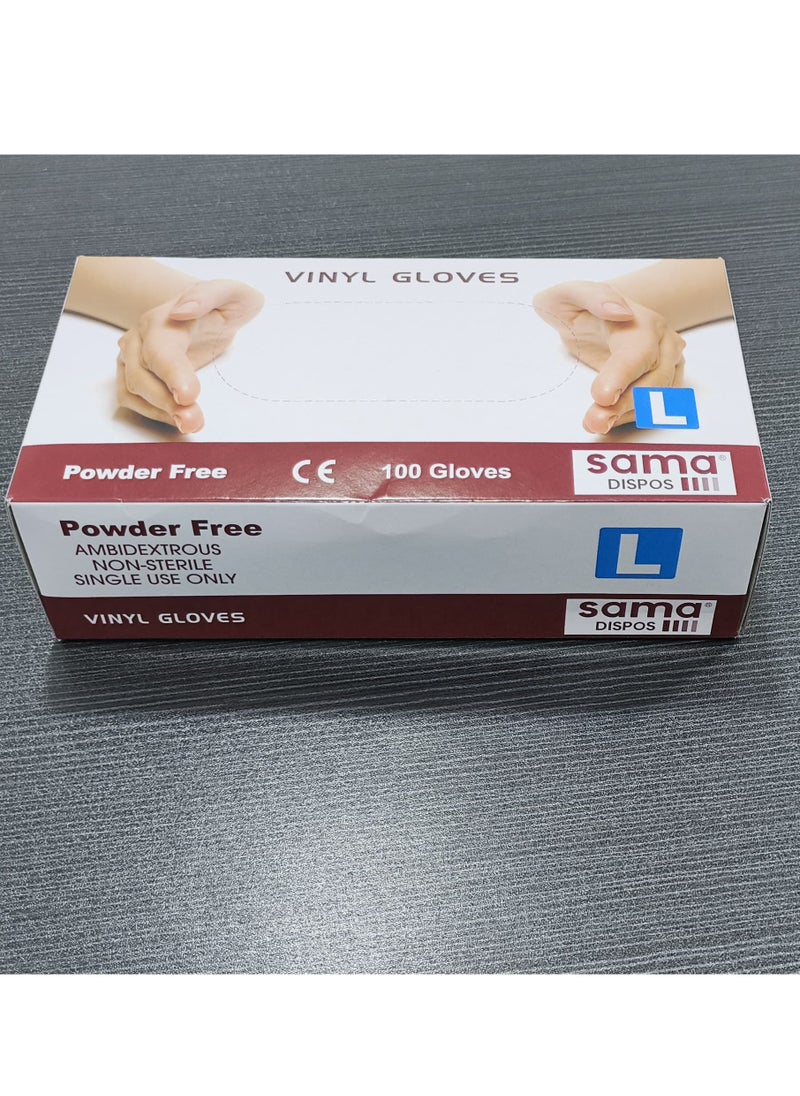 VINYL GLOVES
L
Powder Free CE 100 Gloves sama®
DISPOS
Powder Free
AMBIDEXTROUS
NON-STERILE
SINGLE USE ONLY
L
VINYL GLOVES
sama®
DISPOS